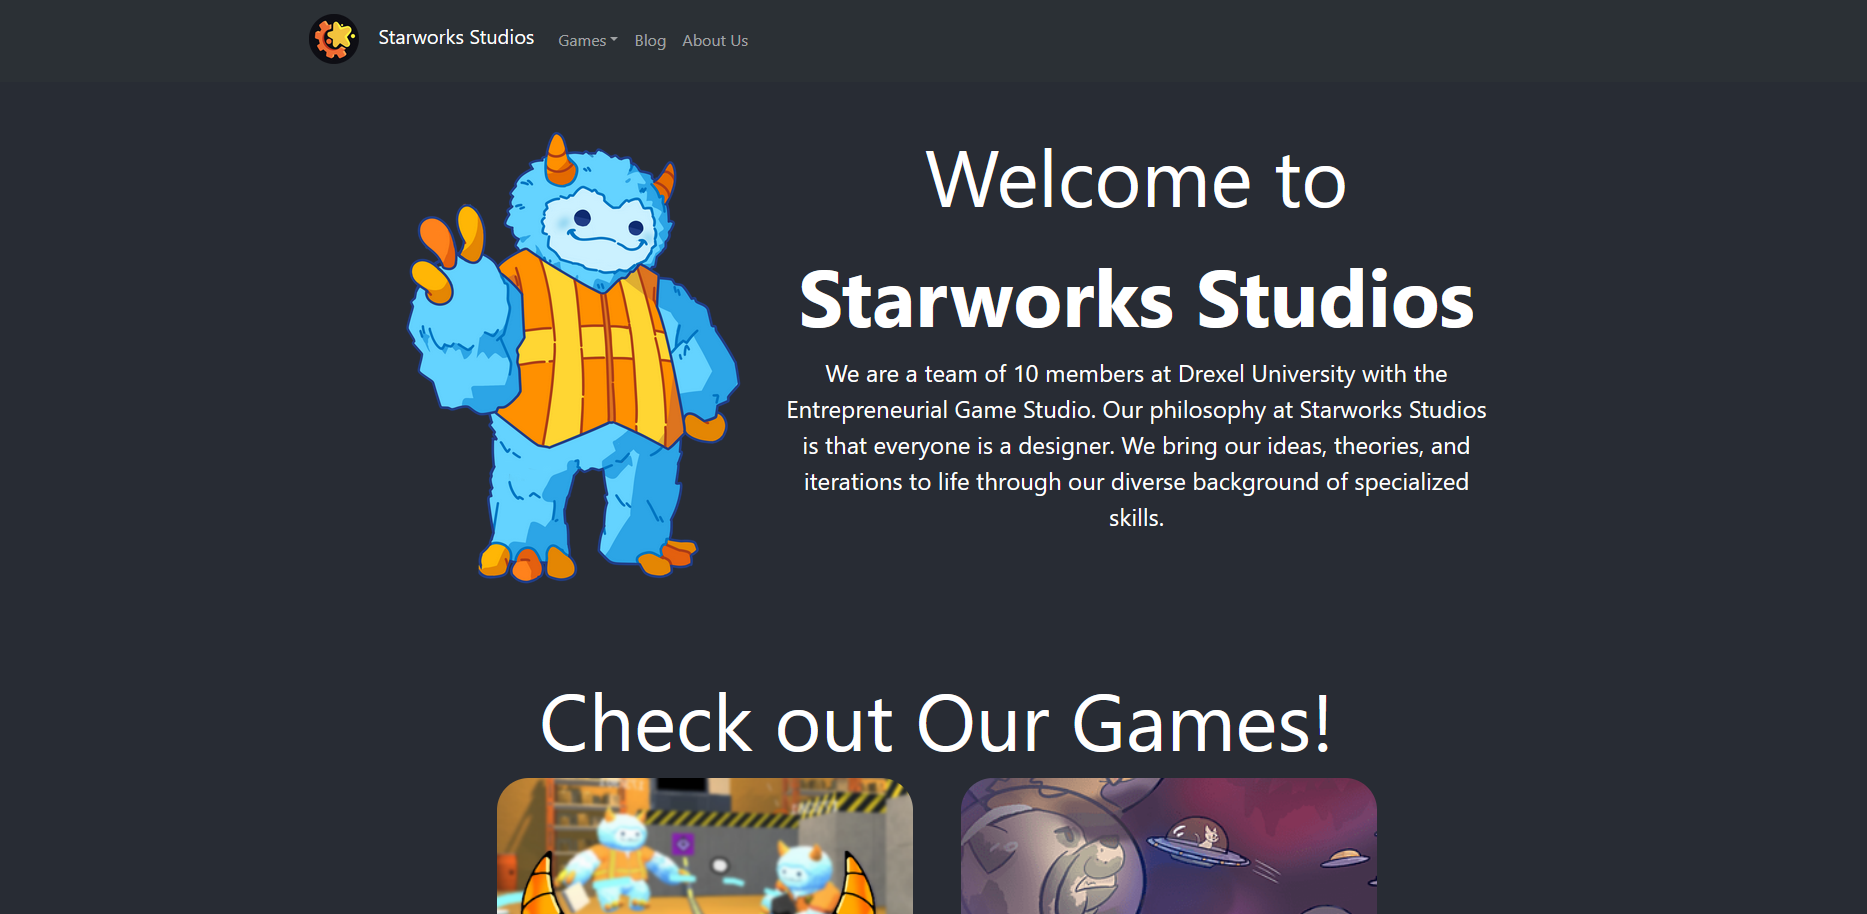 Starworks Studios Games Blog About Us
Welcome to
Starworks Studios
We are a team of 10 members at Drexel University with the
Entrepreneurial Game Studio. Our philosophy at Starworks Studios
is that everyone is a designer. We bring our ideas, theories, and
iterations to life through our diverse background of specialized
skills.
Check out Our Games!